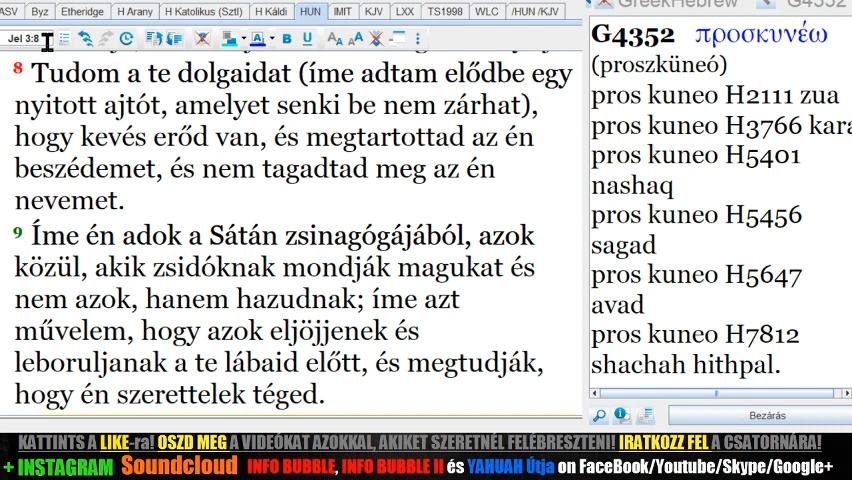 ASV Byz Etheridge H Arany H Katolikus (SztI) H Káldi HUN IMIT KJV LXX TS1998 WLC /HUN /KJV
Jel 3:8
8 Tudom a te dolgaidat (íme adtam elődbe egy
nyitott ajtót, amelyet senki be nem zárhat),
hogy kevés erőd van, és megtartottad az én
beszédemet, és nem tagadtad meg az én
nevemet.
9 Íme én adok a Sátán zsinagógájából, azok
közül, akik zsidóknak mondják magukat és
nem azok, hanem hazudnak; íme azt
művelem, hogy azok eljöjjenek és
leboruljanak a te lábaid előtt, és megtudják,
hogy én szerettelek téged.
GreekHebrew G4352
G4352 προσκυνέω
(proszküneó)
pros kuneo H2111 zua
pros kuneo H3766 kara
pros kuneo H5401
nashaq
pros kuneo H5456
sagad
pros kuneo H5647
avad
pros kuneo H7812
shachah hithpal.
Bezárás
KATTINTS A LIKE-ra! OSZD MEG A VIDEÓKAT AZOKKAL, AKIKET SZERETNÉL FELÉBRESZTENI! IRATKOZZ FEL A CSATORNÁRA!
+ INSTAGRAM Soundcloud INFO BUBBLE, INFO BUBBLE II és YAHUAH Útja on FaceBook/Youtube/Skype/Google+